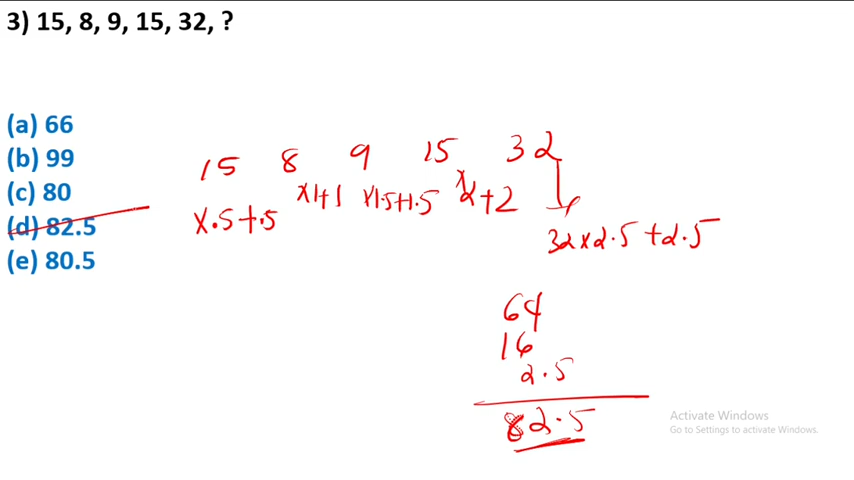 3) 15, 8, 9, 15, 32, ?
(a) 66
(b) 99
(c) 80
(d) 82.5
(e) 80.5
15 8 9 15 32
x.5+.5 x1+1 x1.5+1.5 x2+2
32x2.5 +2.5
64
16
2.5
82.5
Activate Windows
Go to Settings to activate Windows.